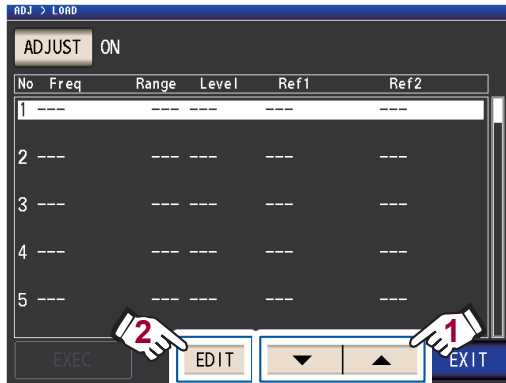 ADJ > LOAD
ADJUST ON
No Freq Range Level Ref1 Ref2
1 --- --- --- --- ---
2 --- --- --- --- ---
3 --- --- --- --- ---
4 --- --- --- --- ---
5 --- --- --- --- ---
2 1
EXEC EDIT ▼ ▲ EXIT